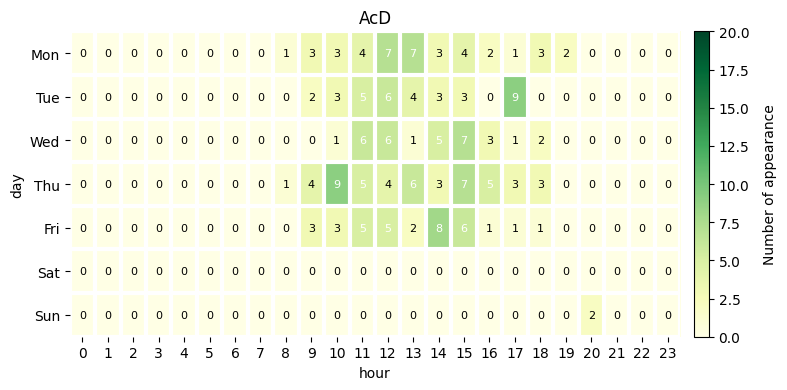 AcD
Mon 0 0 0 0 0 0 0 0 1 3 3 4 7 7 3 4 2 1 3 2 0 0 0 0
Tue 0 0 0 0 0 0 0 0 0 2 3 5 6 4 3 3 0 9 0 0 0 0 0 0
Wed 0 0 0 0 0 0 0 0 0 0 1 6 6 1 5 7 3 1 2 0 0 0 0 0
Thu 0 0 0 0 0 0 0 0 1 4 9 5 4 6 3 7 5 3 3 0 0 0 0 0
Fri 0 0 0 0 0 0 0 0 0 3 3 5 5 2 8 6 1 1 1 0 0 0 0 0
Sat 0 0 0 0 0 0 0 0 0 0 0 0 0 0 0 0 0 0 0 0 0 0 0 0
Sun 0 0 0 0 0 0 0 0 0 0 0 0 0 0 0 0 0 0 0 0 2 0 0 0
0 1 2 3 4 5 6 7 8 9 10 11 12 13 14 15 16 17 18 19 20 21 22 23
hour
day
20.0
17.5
15.0
12.5
10.0
7.5
5.0
2.5
0.0
Number of appearance